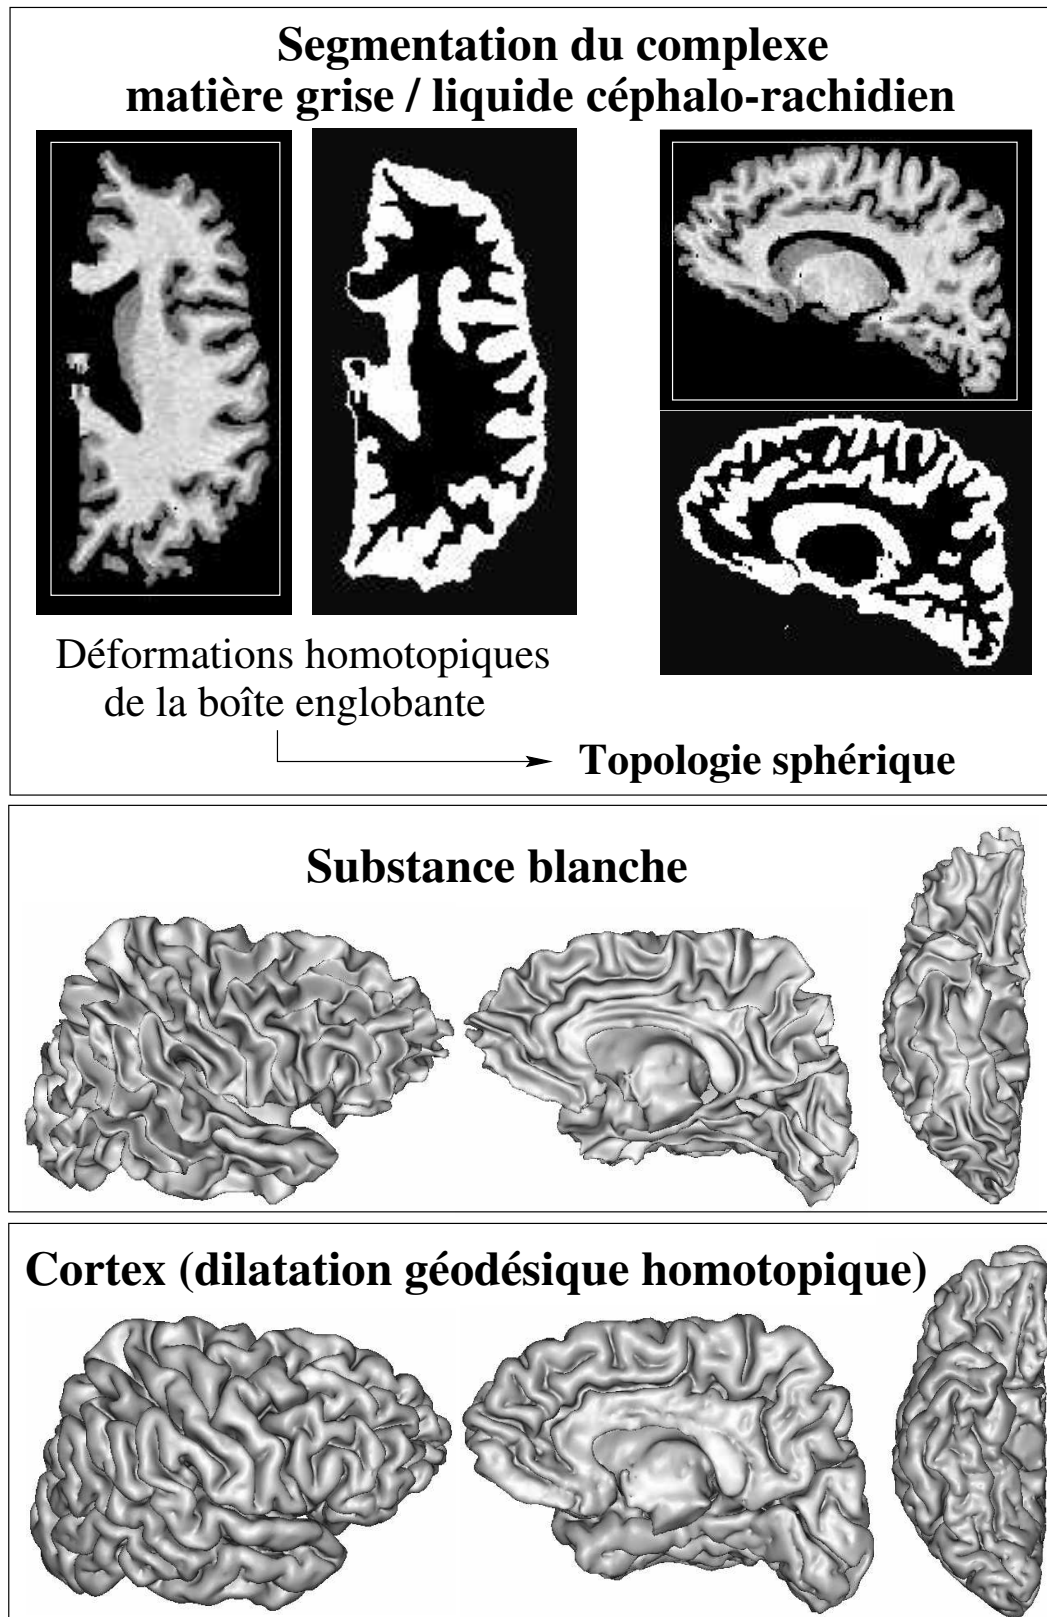 Segmentation du complexe
matière grise / liquide céphalo-rachidien
Déformations homotopiques
de la boîte englobante
Topologie sphérique
Substance blanche
Cortex (dilatation géodésique homotopique)